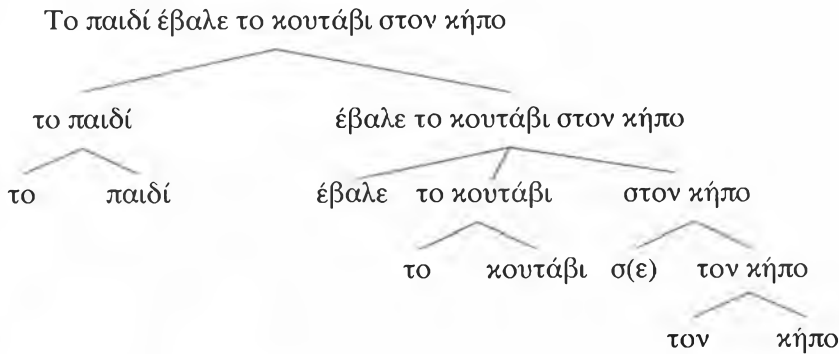 Το παιδί έβαλε το κουτάβι στον κήπο
το παιδί έβαλε το κουτάβι στον κήπο
το παιδί έβαλε το κουτάβι στον κήπο
το κουτάβι σ(ε) τον κήπο
τον κήπο